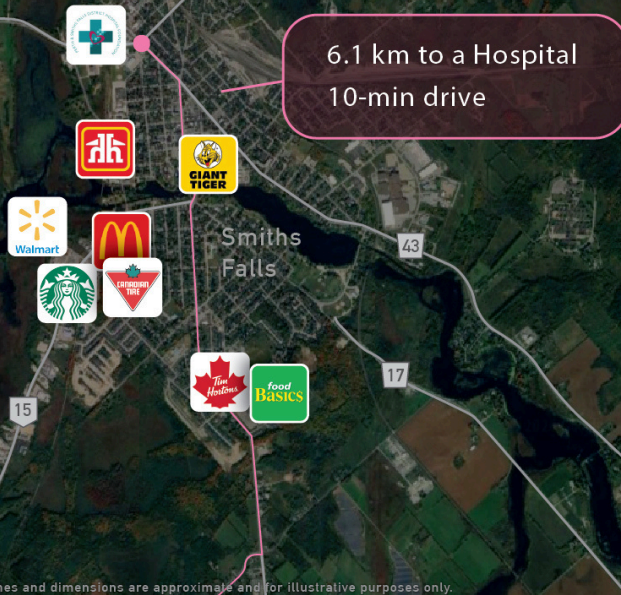 6.1 km to a Hospital
10-min drive
GIANT
TIGER
Walmart
Smiths
Falls
43
CANADIAN
TIRE
Tim
Hortons
food
Basics
17
15
nes and dimensions are approximate and for illustrative purposes only.